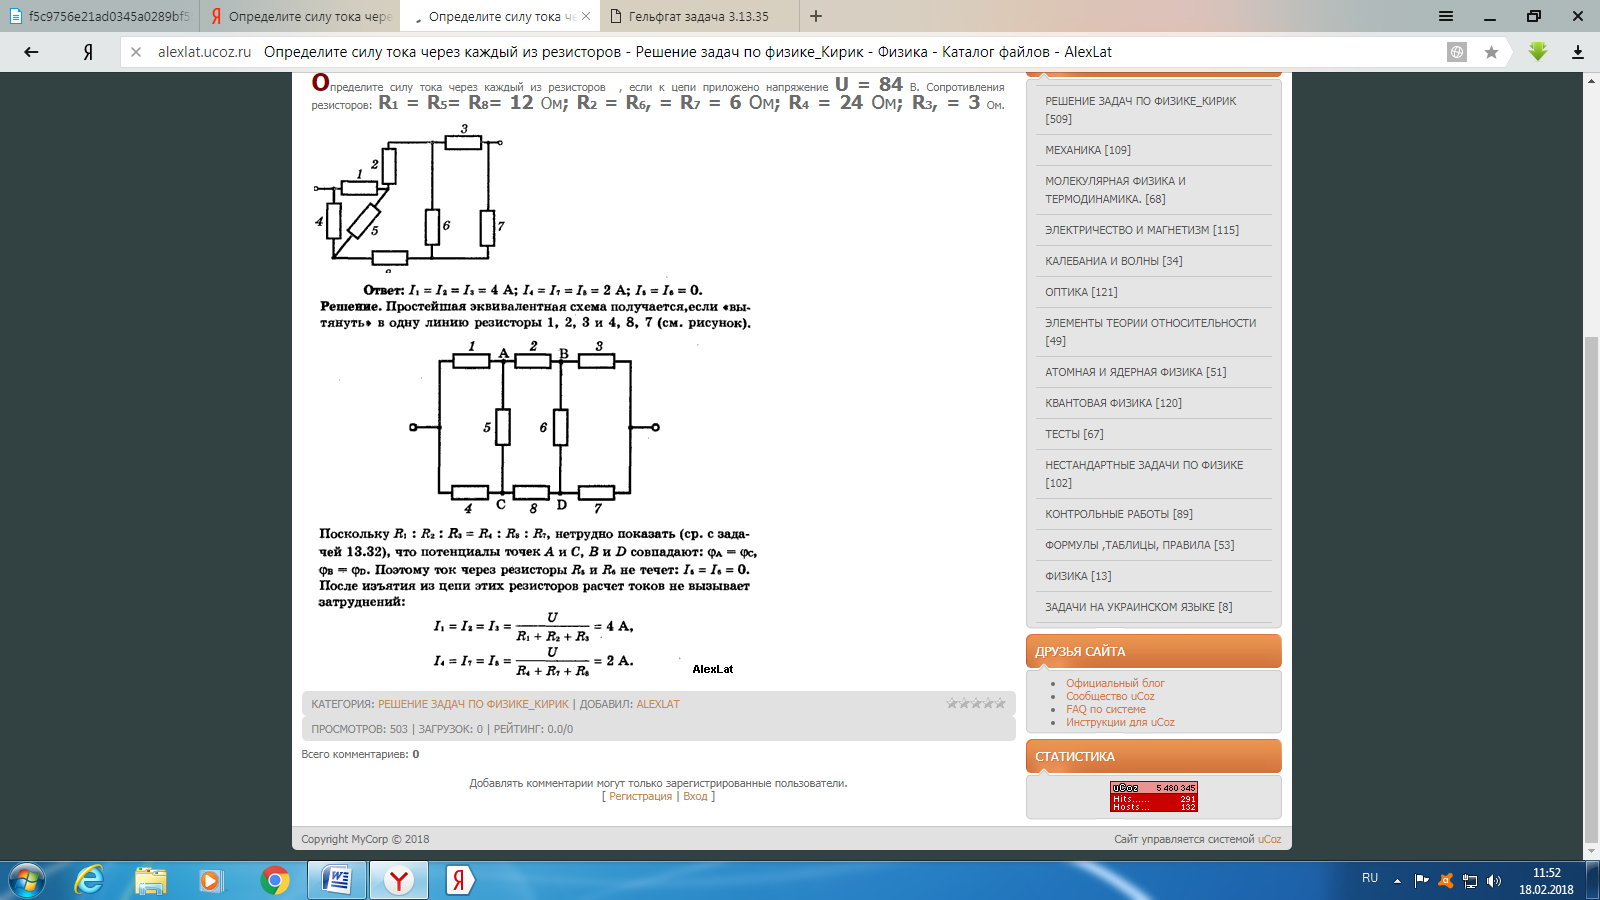 f5c9756e21ad0345a0289bf5
Определите силу тока чере
Определите силу тока че
Гельфгат задача 3.13.35
alexlat.ucoz.ru Определите силу тока через каждый из резисторов - Решение задач по физике_Кирик - Физика - Каталог файлов - AlexLat
Определите силу тока через каждый из резисторов , если к цепи приложено напряжение U = 84 В. Сопротивления
резисторов: R1 = R5= R8= 12 Ом; R2 = R6, = R7 = 6 Ом; R4 = 24 Ом; R3, = 3 Ом.
3
2
1
4
5
6
7
Ответ: I₁ = I₂ = I₃ = 4 А; I₄ = I₇ = I₈ = 2 А; I₅ = I₆ = 0.
Решение. Простейшая эквивалентная схема получается,если «вы-
тянуть» в одну линию резисторы 1, 2, 3 и 4, 8, 7 (см. рисунок).
1 A 2 B 3
5 6
4 C 8 D 7
Поскольку R₁ : R₂ : R₃ = R₄ : R₈ : R₇, нетрудно показать (ср. с зада-
чей 13.32), что потенциалы точек A и C, B и D совпадают: φA = φC,
φB = φD. Поэтому ток через резисторы R₅ и R₆ не течет: I₅ = I₆ = 0.
После изъятия из цепи этих резисторов расчет токов не вызывает
затруднений:
I₁ = I₂ = I₃ = U / (R₁ + R₂ + R₃) = 4 А,
I₄ = I₇ = I₈ = U / (R₄ + R₇ + R₈) = 2 А.
AlexLat
КАТЕГОРИЯ: РЕШЕНИЕ ЗАДАЧ ПО ФИЗИКЕ_КИРИК | ДОБАВИЛ: ALEXLAT
ПРОСМОТРОВ: 503 | ЗАГРУЗОК: 0 | РЕЙТИНГ: 0.0/0
Всего комментариев: 0
Добавлять комментарии могут только зарегистрированные пользователи.
[ Регистрация | Вход ]
РЕШЕНИЕ ЗАДАЧ ПО ФИЗИКЕ_КИРИК
[509]
МЕХАНИКА [109]
МОЛЕКУЛЯРНАЯ ФИЗИКА И
ТЕРМОДИНАМИКА. [68]
ЭЛЕКТРИЧЕСТВО И МАГНЕТИЗМ [115]
КАЛЕБАНИА И ВОЛНЫ [34]
ОПТИКА [121]
ЭЛЕМЕНТЫ ТЕОРИИ ОТНОСИТЕЛЬНОСТИ
[49]
АТОМНАЯ И ЯДЕРНАЯ ФИЗИКА [51]
КВАНТОВАЯ ФИЗИКА [120]
ТЕСТЫ [67]
НЕСТАНДАРТНЫЕ ЗАДАЧИ ПО ФИЗИКЕ
[102]
КОНТРОЛЬНЫЕ РАБОТЫ [89]
ФОРМУЛЫ ,ТАБЛИЦЫ, ПРАВИЛА [53]
ФИЗИКА [13]
ЗАДАЧИ НА УКРАИНСКОМ ЯЗЫКЕ [8]
ДРУЗЬЯ САЙТА
Официальный блог
Сообщество uCoz
FAQ по системе
Инструкции для uCoz
СТАТИСТИКА
uCoz 5 480 345
Hits...... 291
Hosts... 132
Copyright MyCorp © 2018
Сайт управляется системой uCoz
RU
11:52
18.02.2018